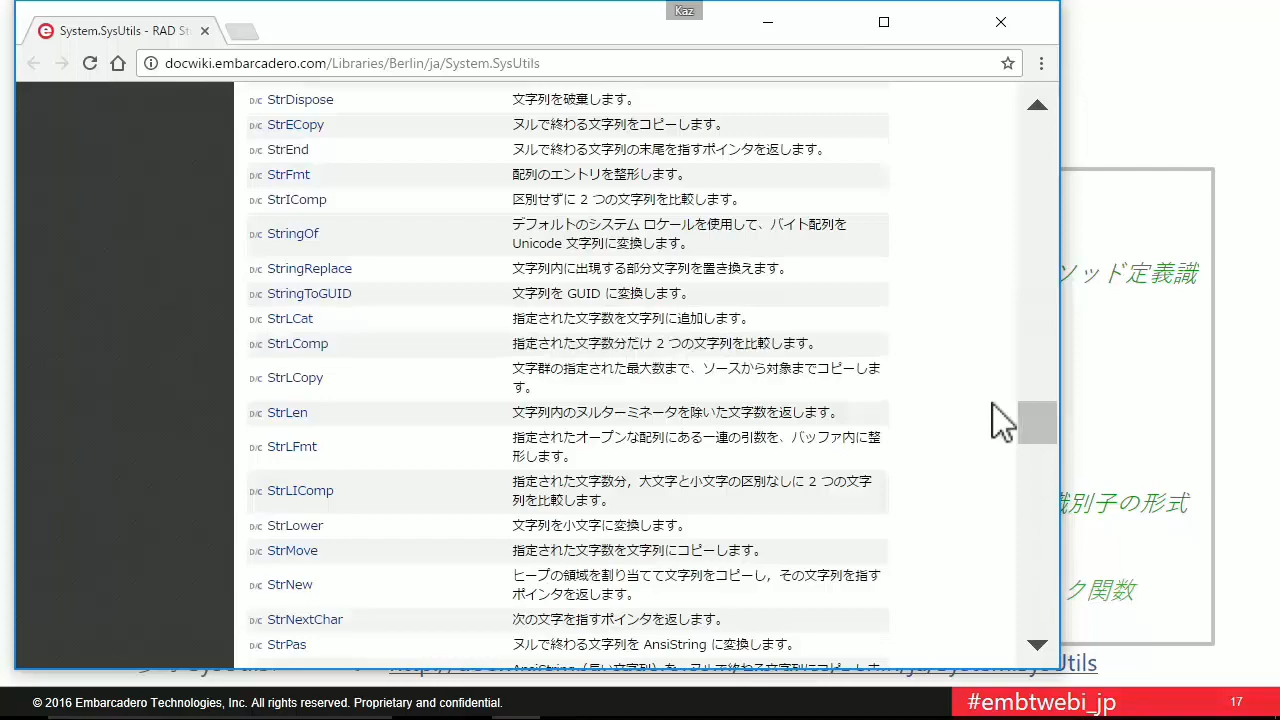 Kaz
System.SysUtils - RAD St
docwiki.embarcadero.com/Libraries/Berlin/ja/System.SysUtils
D/C StrDispose 文字列を破棄します。
D/C StrECopy ヌルで終わる文字列をコピーします。
D/C StrEnd ヌルで終わる文字列の末尾を指すポインタを返します。
D/C StrFmt 配列のエントリを整形します。
D/C StrIComp 区別せずに 2 つの文字列を比較します。
D/C StringOf デフォルトのシステム ロケールを使用して、バイト配列を
Unicode 文字列に変換します。
D/C StringReplace 文字列内に出現する部分文字列を置き換えます。
D/C StringToGUID 文字列を GUID に変換します。
D/C StrLCat 指定された文字数を文字列に追加します。
D/C StrLComp 指定された文字数分だけ 2 つの文字列を比較します。
D/C StrLCopy 文字群の指定された最大数まで、ソースから対象までコピーしま
す。
D/C StrLen 文字列内のヌルターミネータを除いた文字数を返します。
D/C StrLFmt 指定されたオープンな配列にある一連の引数を、バッファ内に整
形します。
D/C StrLIComp 指定された文字数分，大文字と小文字の区別なしに 2 つの文字
列を比較します。
D/C StrLower 文字列を小文字に変換します。
D/C StrMove 指定された文字数を文字列にコピーします。
D/C StrNew ヒープの領域を割り当てて文字列をコピーし，その文字列を指す
ポインタを返します。
D/C StrNextChar 次の文字を指すポインタを返します。
D/C StrPas ヌルで終わる文字列を AnsiString に変換します。
AnsiString（長い文字列）を、ヌルで終わる文字列にコピーしま
ソッド定義識
識別子の形式
ク関数
Utils
© 2016 Embarcadero Technologies, Inc. All rights reserved. Proprietary and confidential.
#embtwebi_jp
17